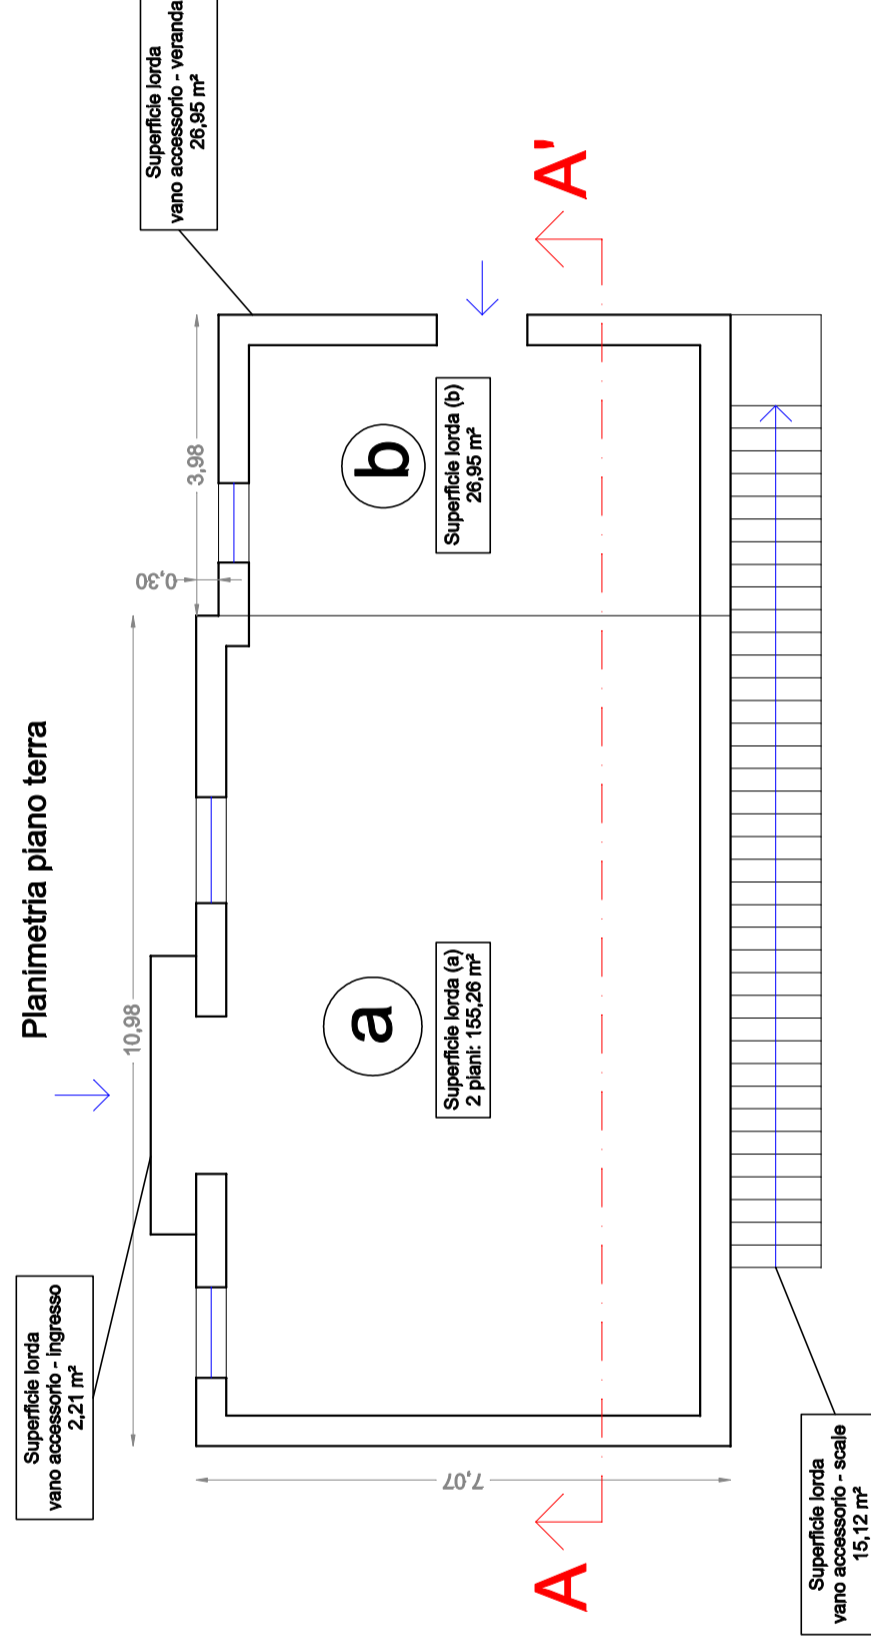 Planimetria piano terra
Superficie lorda
vano accessorio - ingresso
2,21 m²
10,98
3,98
0,30
Superficie lorda
vano accessorio - veranda
26,95 m²
a
Superficie lorda (a)
2 piani: 155,26 m²
b
Superficie lorda (b)
26,95 m²
7,07
A
A'
Superficie lorda
vano accessorio - scale
15,12 m²